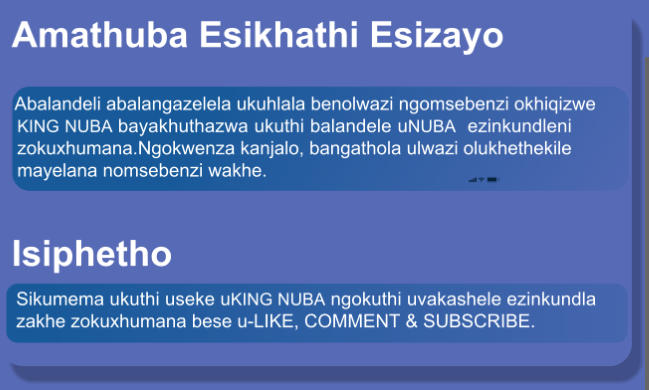 Amathuba Esikhathi Esizayo
Abalandeli abalangazelela ukuhlala benolwazi ngomsebenzi okhiqizwe
KING NUBA bayakhuthazwa ukuthi balandele uNUBA ezinkundleni
zokuxhumana.Ngokwenza kanjalo, bangathola ulwazi olukhethekile
mayelana nomsebenzi wakhe.
Isiphetho
Sikumema ukuthi useke uKING NUBA ngokuthi uvakashele ezinkundla
zakhe zokuxhumana bese u-LIKE, COMMENT & SUBSCRIBE.